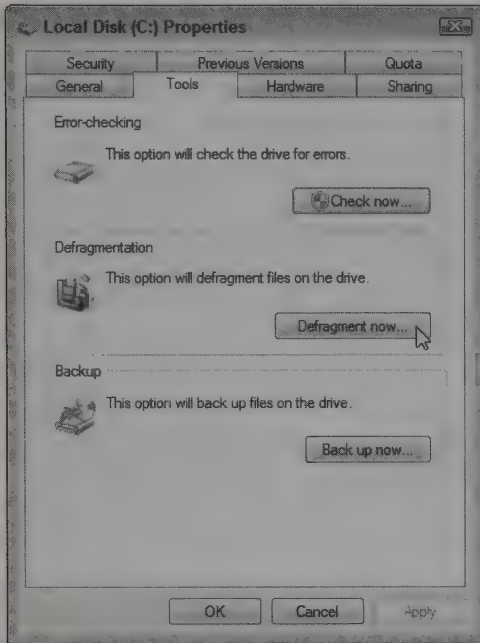 Local Disk (C:) Properties
Security Previous Versions Quota
General Tools Hardware Sharing
Error-checking
This option will check the drive for errors.
Check now...
Defragmentation
This option will defragment files on the drive.
Defragment now...
Backup
This option will back up files on the drive.
Back up now...
OK Cancel Apply